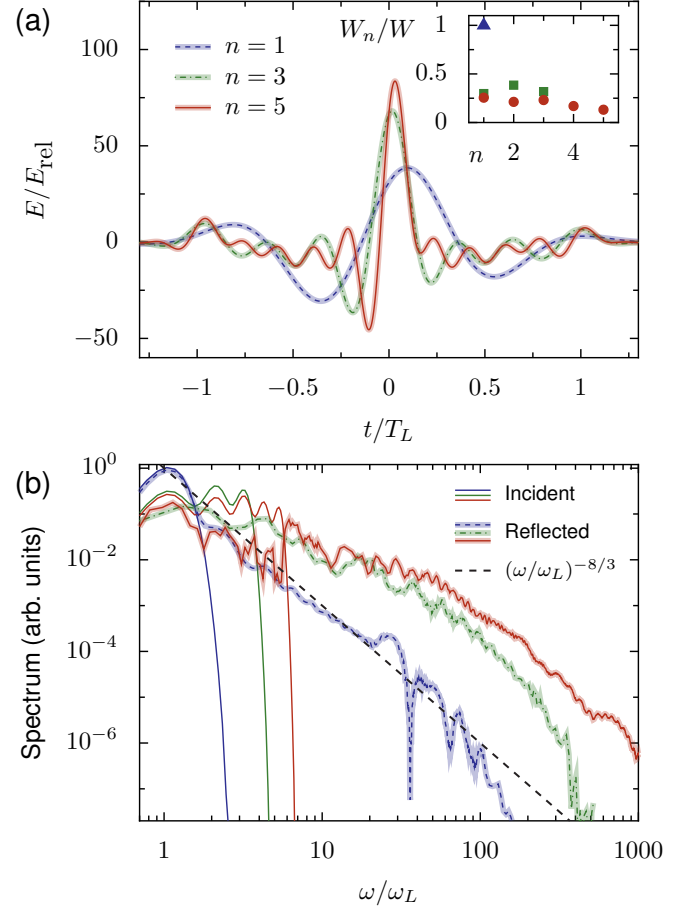 (a)
100
75
50
25
0
−50
E/E_rel
n = 1
n = 3
n = 5
W_n/W
1
0.5
0
n 2 4
−1 −0.5 0 0.5 1
t/T_L
(b)
10^0
10^−2
10^−4
10^−6
Spectrum (arb. units)
Incident
Reflected
(ω/ω_L)^−8/3
1 10 100 1000
ω/ω_L